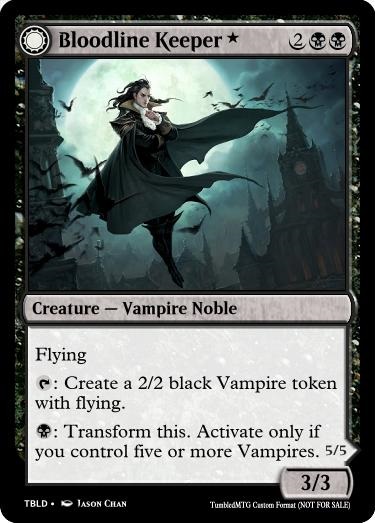 Bloodline Keeper ★ 2
Creature — Vampire Noble
Flying
: Create a 2/2 black Vampire token
with flying.
: Transform this. Activate only if
you control five or more Vampires. 5/5
3/3
TBLD • Jason Chan
TumbledMTG Custom Format (NOT FOR SALE)